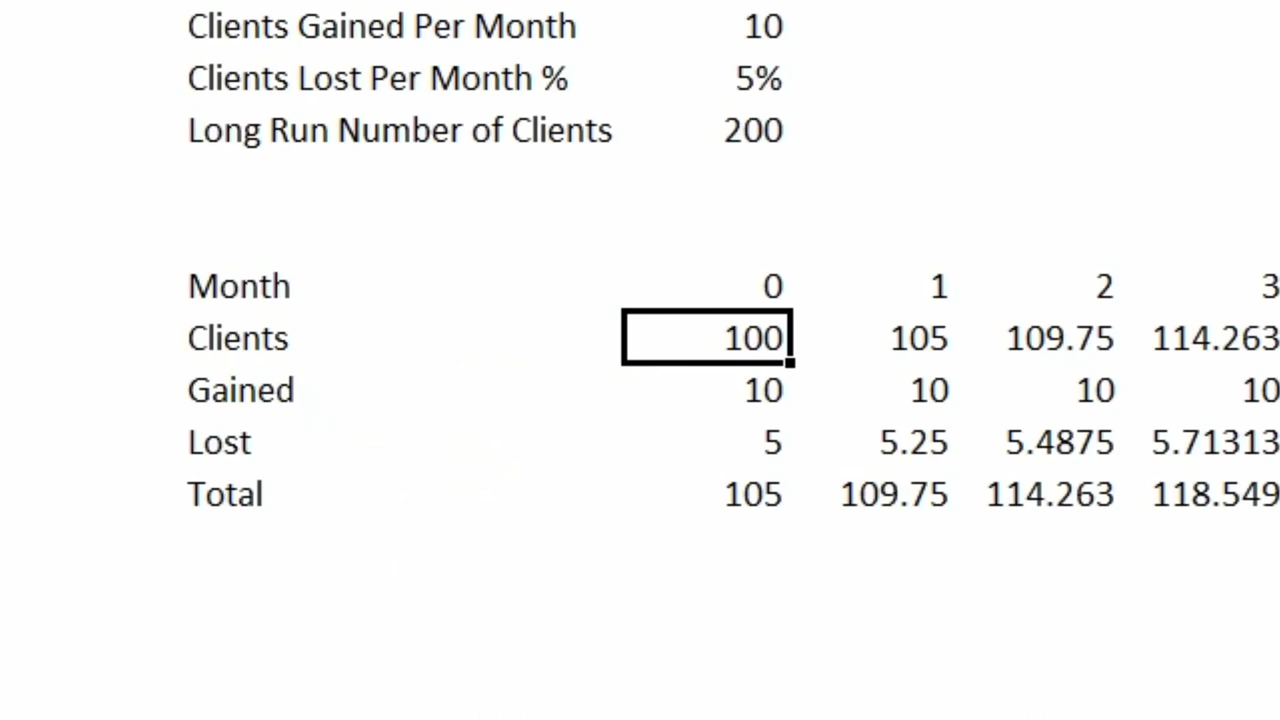 Clients Gained Per Month 10
Clients Lost Per Month % 5%
Long Run Number of Clients 200
Month 0 1 2 3
Clients 100 105 109.75 114.263
Gained 10 10 10 10
Lost 5 5.25 5.4875 5.71313
Total 105 109.75 114.263 118.549